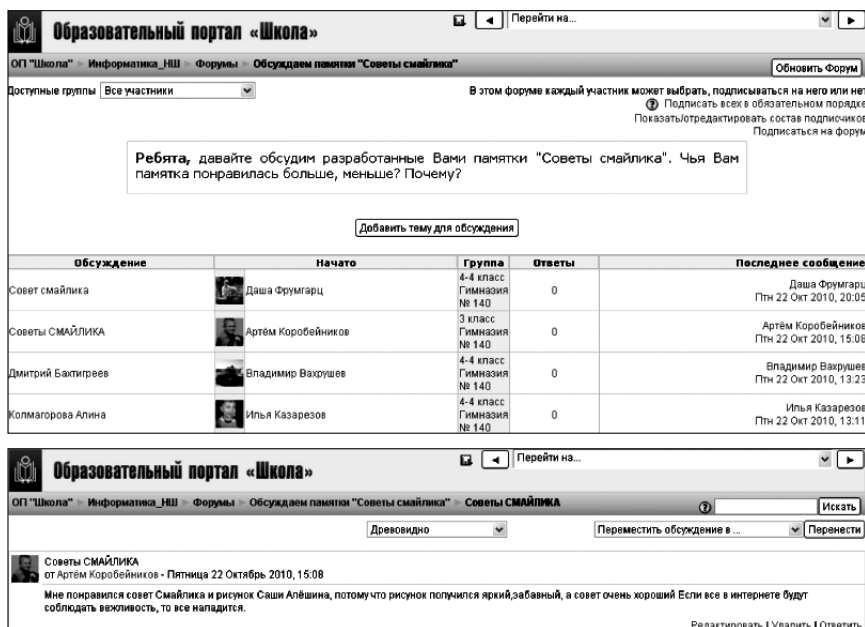 Образовательный портал «Школа»
Перейти на...
ОП "Школа" ► Информатика_НШ ► Форумы ► Обсуждаем памятки "Советы смайлика"
Обновить Форум
Доступные группы Все участники
В этом форуме каждый участник может выбрать, подписываться на него или нет
Подписать всех в обязательном порядке
Показать/отредактировать состав подписчиков
Подписаться на форум
Ребята, давайте обсудим разработанные Вами памятки "Советы смайлика". Чья Вам
памятка понравилась больше, меньше? Почему?
Добавить тему для обсуждения
Обсуждение Начато Группа Ответы Последнее сообщение
Совет смайлика Даша Фрумгарц 4-4 класс Гимназия № 140 0 Даша Фрумгарц
Птн 22 Окт 2010, 20:05
Советы СМАЙЛИКА Артём Коробейников 3 класс Гимназия № 140 0 Артём Коробейников
Птн 22 Окт 2010, 15:08
Дмитрий Бахтигреев Владимир Вахрушев 4-4 класс Гимназия № 140 0 Владимир Вахрушев
Птн 22 Окт 2010, 13:23
Колмагорова Алина Илья Казарезов 4-4 класс Гимназия № 140 0 Илья Казарезов
Птн 22 Окт 2010, 13:11
Образовательный портал «Школа»
Перейти на...
ОП "Школа" ► Информатика_НШ ► Форумы ► Обсуждаем памятки "Советы смайлика" ► Советы СМАЙЛИКА
Искать
Древовидно
Переместить обсуждение в ...
Перенести
Советы СМАЙЛИКА
от Артём Коробейников - Пятница 22 Октябрь 2010, 15:08
Мне понравился совет Смайлика и рисунок Саши Алёшина, потому что рисунок получился яркий,забавный, а совет очень хороший Если все в интернете будут
соблюдать вежливость, то все наладится.
Редактировать | Удалить | Ответить